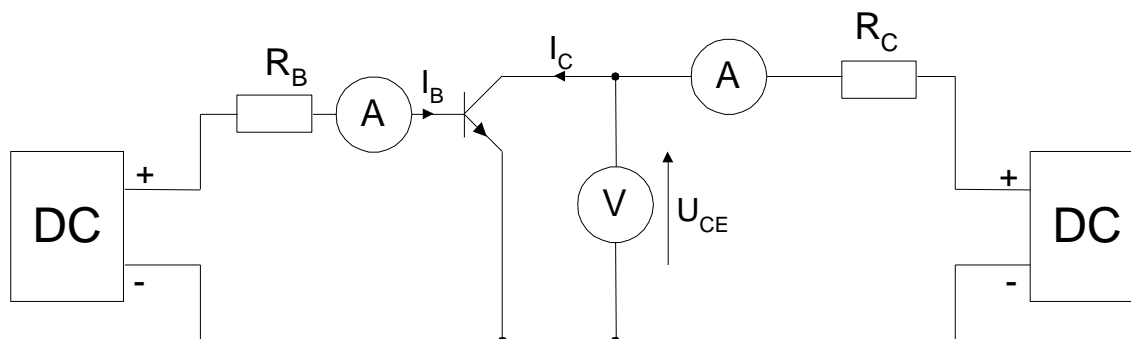 R_B
A
I_B
I_C
A
R_C
DC
+
-
V
U_CE
+
-
DC